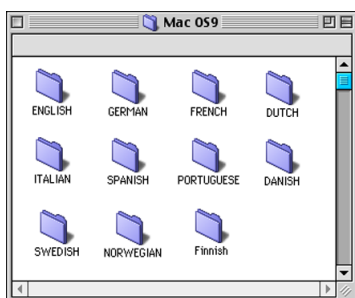 Mac OS9
ENGLISH
GERMAN
FRENCH
DUTCH
ITALIAN
SPANISH
PORTUGUESE
DANISH
SWEDISH
NORWEGIAN
Finnish